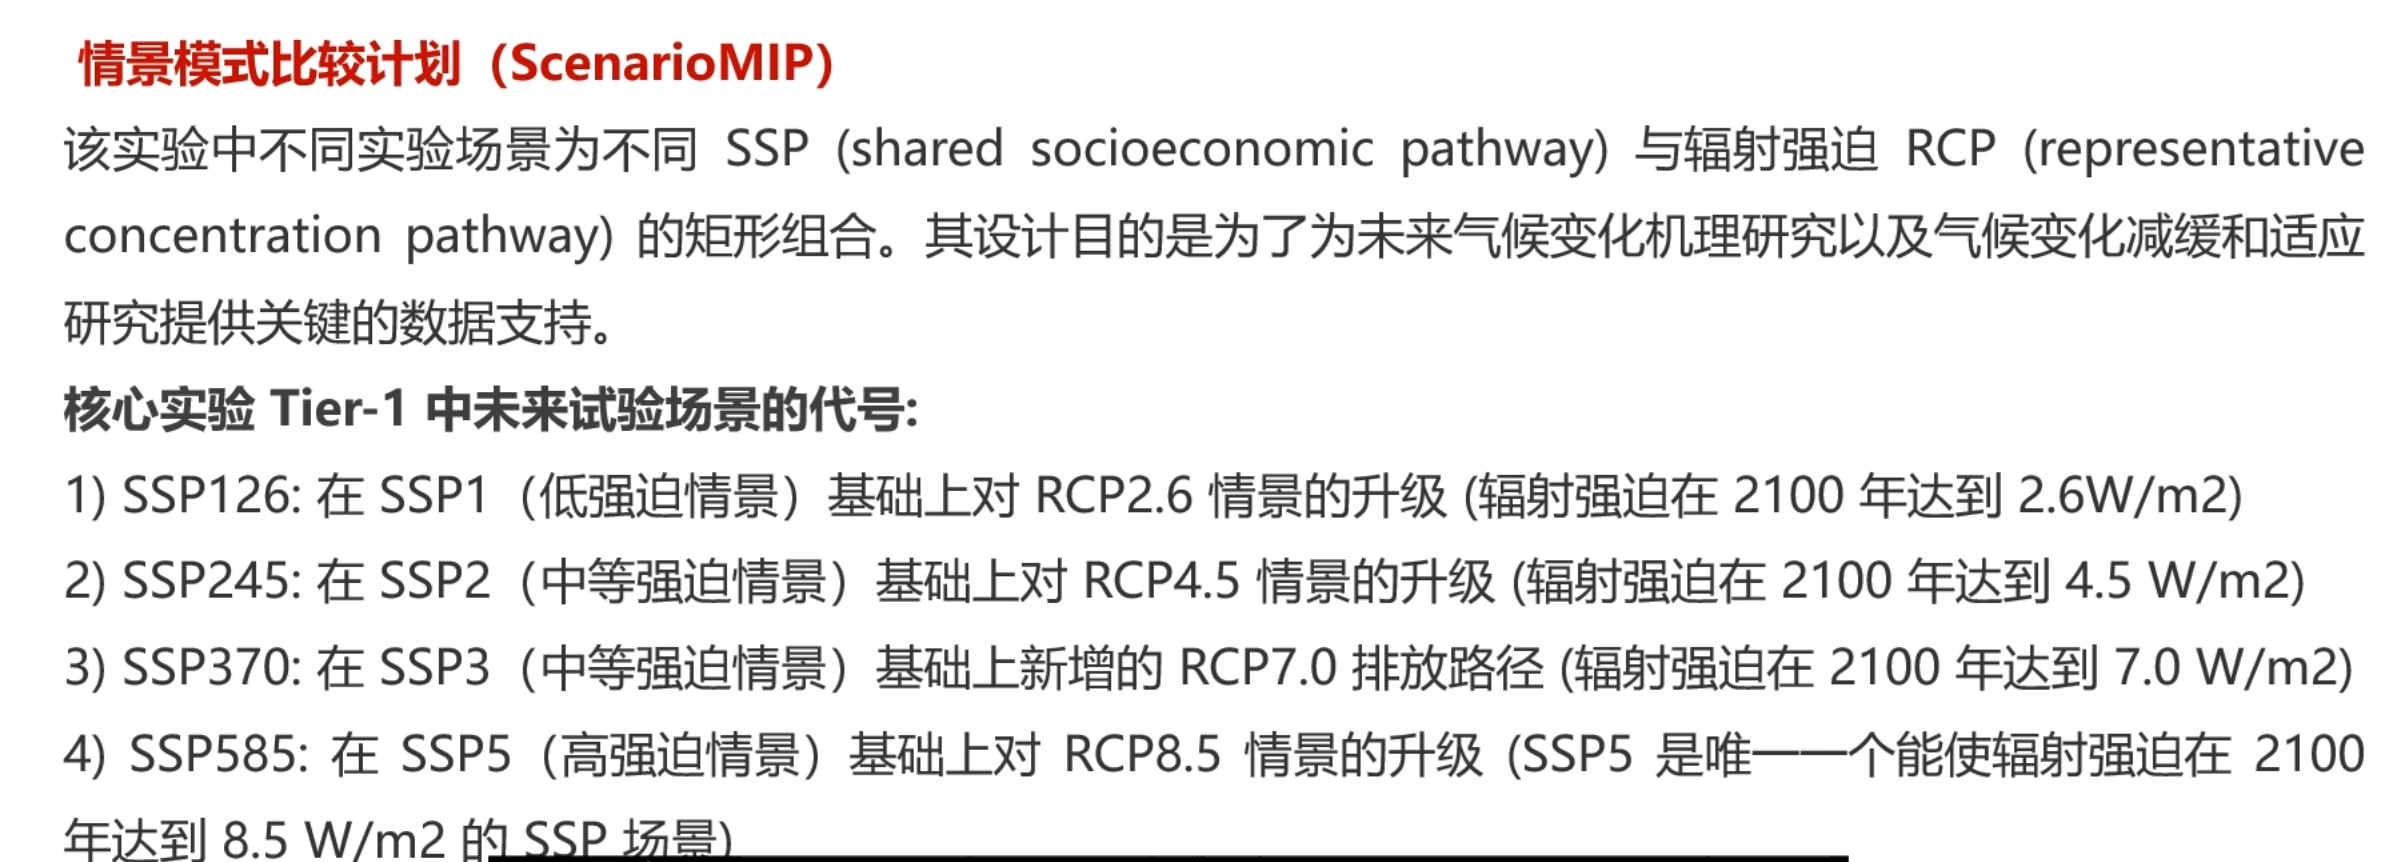 情景模式比较计划（ScenarioMIP）
该实验中不同实验场景为不同 SSP (shared socioeconomic pathway) 与辐射强迫 RCP (representative
concentration pathway) 的矩形组合。其设计目的是为了为未来气候变化机理研究以及气候变化减缓和适应
研究提供关键的数据支持。
核心实验 Tier-1 中未来试验场景的代号:
1) SSP126: 在 SSP1（低强迫情景）基础上对 RCP2.6 情景的升级 (辐射强迫在 2100 年达到 2.6W/m2)
2) SSP245: 在 SSP2（中等强迫情景）基础上对 RCP4.5 情景的升级 (辐射强迫在 2100 年达到 4.5 W/m2)
3) SSP370: 在 SSP3（中等强迫情景）基础上新增的 RCP7.0 排放路径 (辐射强迫在 2100 年达到 7.0 W/m2)
4) SSP585: 在 SSP5（高强迫情景）基础上对 RCP8.5 情景的升级 (SSP5 是唯一一个能使辐射强迫在 2100
年达到 8.5 W/m2 的 SSP 场景)